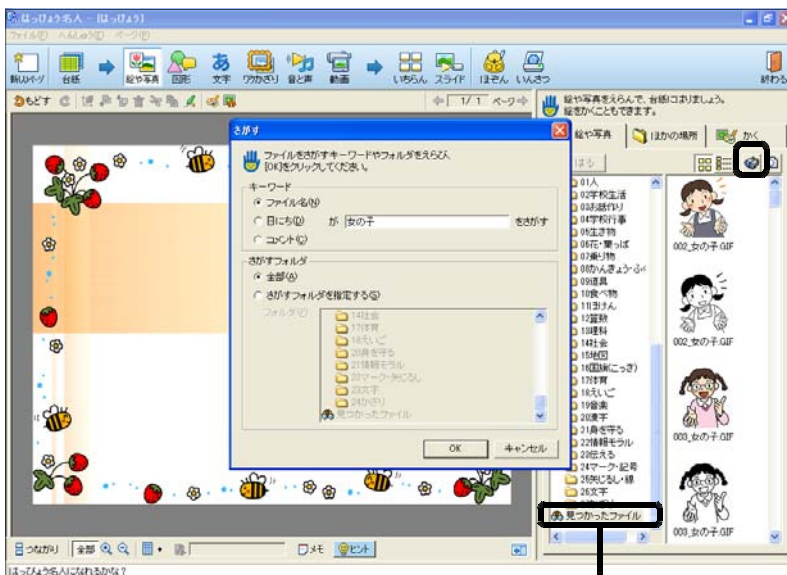 はっぴょう名人 - [はっぴょう1]
ファイル(F) へんしゅう(E) ページ(P)
新しいページ 台紙 絵や写真 図形 文字 ワクかざり 音と声 動画 いちらん スライド ほぞん いんさつ 終わる
もどす 1/1 ページ
絵や写真をえらんで、台紙にはりましょう。
絵をかくこともできます。
絵や写真 ほかの場所 かく
はる
01人
02学校生活
03お話作り
04学校行事
05生き物
06花・葉っぱ
07乗り物
08かんきょう・ふく
09道具
10食べ物
11ほけん
12算数
13理科
14社会
15地図
16国旗(こっき)
17体育
18えいご
19音楽
20漢字
21身を守る
22情報モラル
23伝える
24マーク・記号
25矢じるし・線
26文字
見つかったファイル
002_女の子.GIF
002_女の子.GIF
003_女の子.GIF
003_女の子.GIF
さがす
ファイルをさがすキーワードやフォルダをえらび、
[OK]をクリックしてください。
キーワード
ファイル名(N)
日にち(D) が 女の子 をさがす
コメント(C)
さがすフォルダ
全部(A)
さがすフォルダを指定する(S)
フォルダ(F)
14社会
17体育
18えいご
20身を守る
21情報モラル
22マーク・矢じるし
23文字
24かざり
見つかったファイル
OK キャンセル
つながり 全部 メモ ヒント
はっぴょう名人になれるかな?